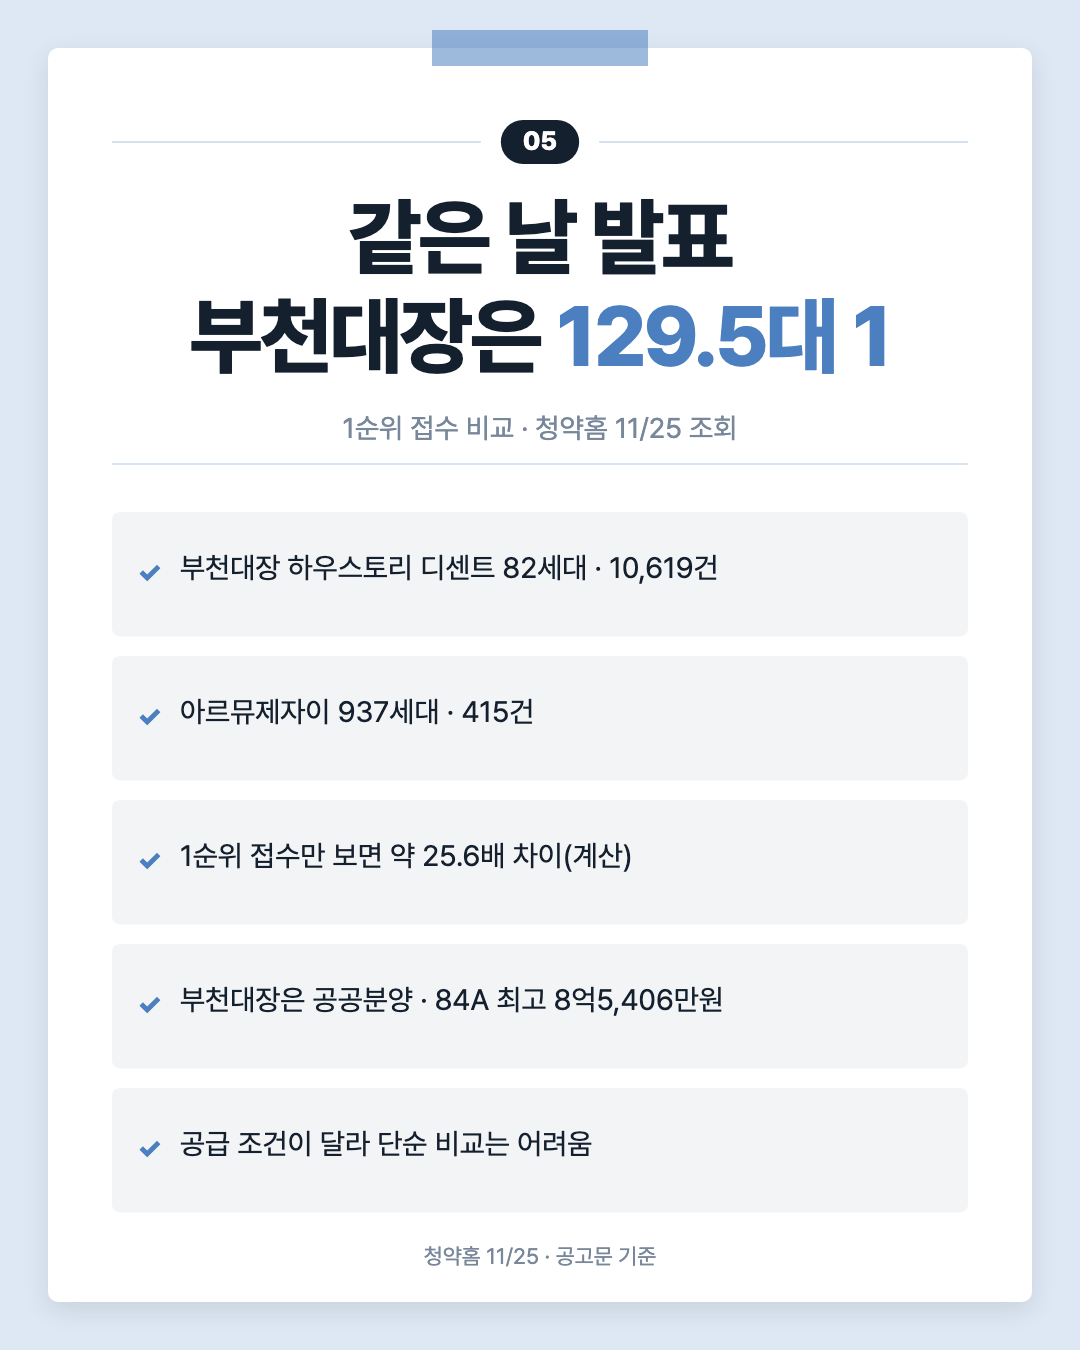 05
같은 날 발표
부천대장은 129.5대 1
1순위 접수 비교 · 청약홈 11/25 조회
부천대장 하우스토리 디센트 82세대 · 10,619건
아르뮤제자이 937세대 · 415건
1순위 접수만 보면 약 25.6배 차이(계산)
부천대장은 공공분양 · 84A 최고 8억5,406만원
공급 조건이 달라 단순 비교는 어려움
청약홈 11/25 · 공고문 기준